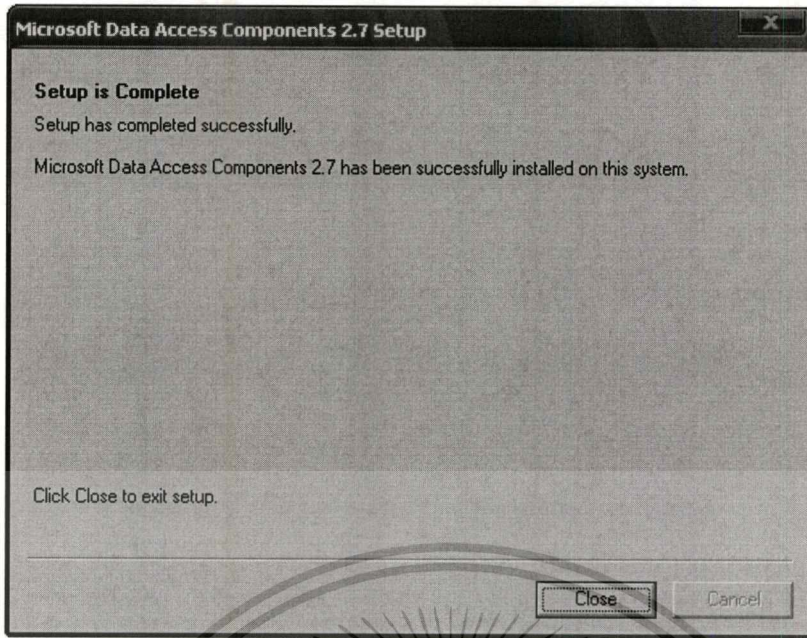 Microsoft Data Access Components 2.7 Setup
X
Setup is Complete
Setup has completed successfully.
Microsoft Data Access Components 2.7 has been successfully installed on this system.
Click Close to exit setup.
Close
Cancel